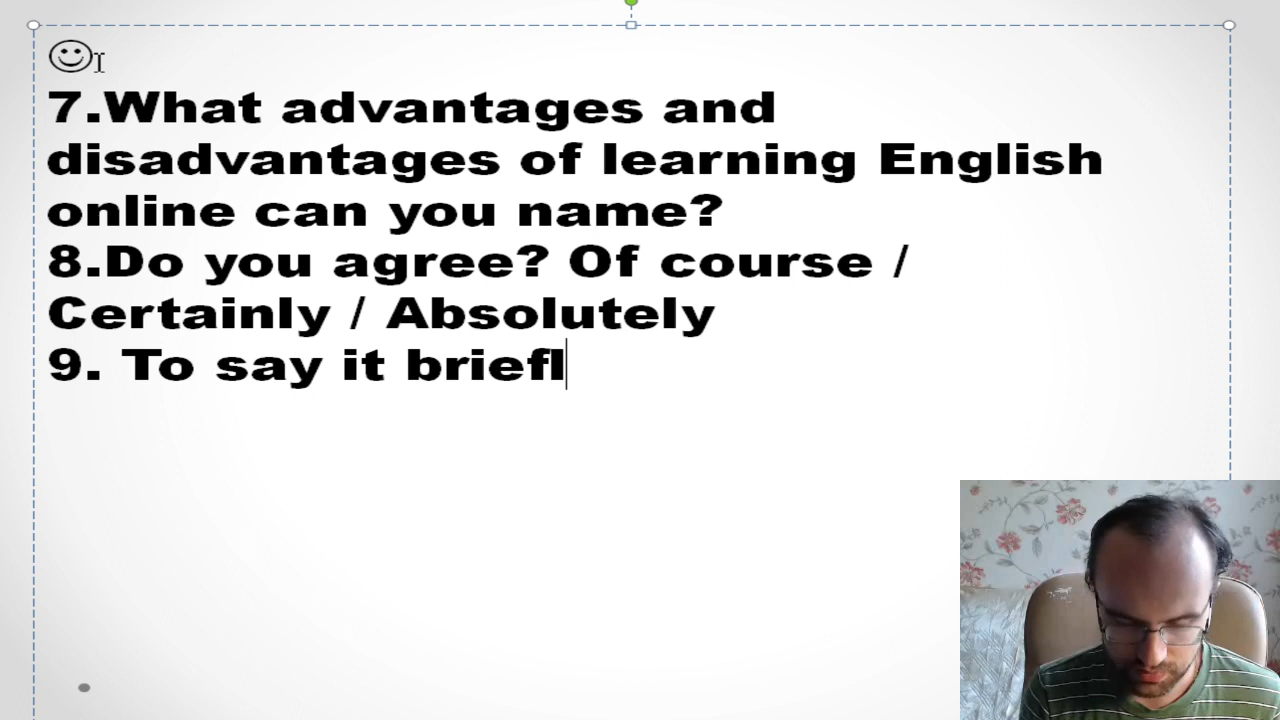 7.What advantages and
disadvantages of learning English
online can you name?
8.Do you agree? Of course /
Certainly / Absolutely
9. To say it briefl